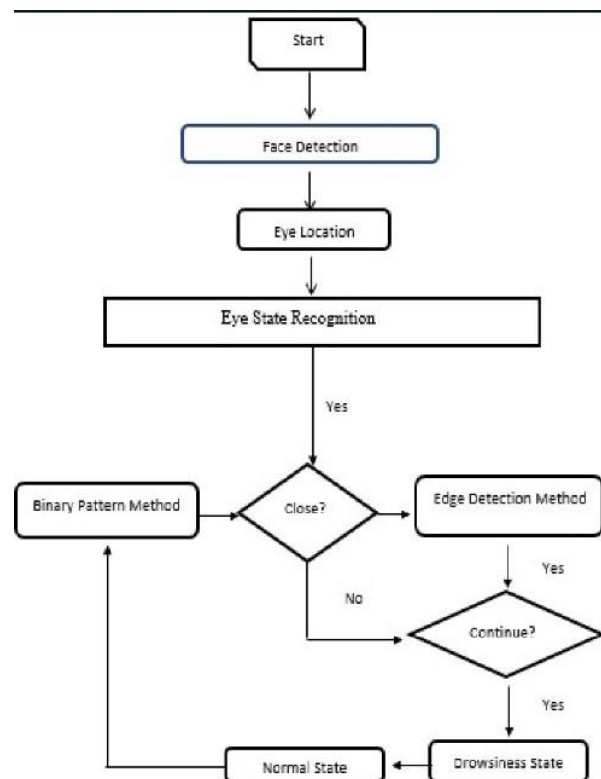 Start
Face Detection
Eye Location
Eye State Recognition
Yes
Binary Pattern Method
Close?
Edge Detection Method
Yes
No
Continue?
Yes
Normal State
Drowsiness State